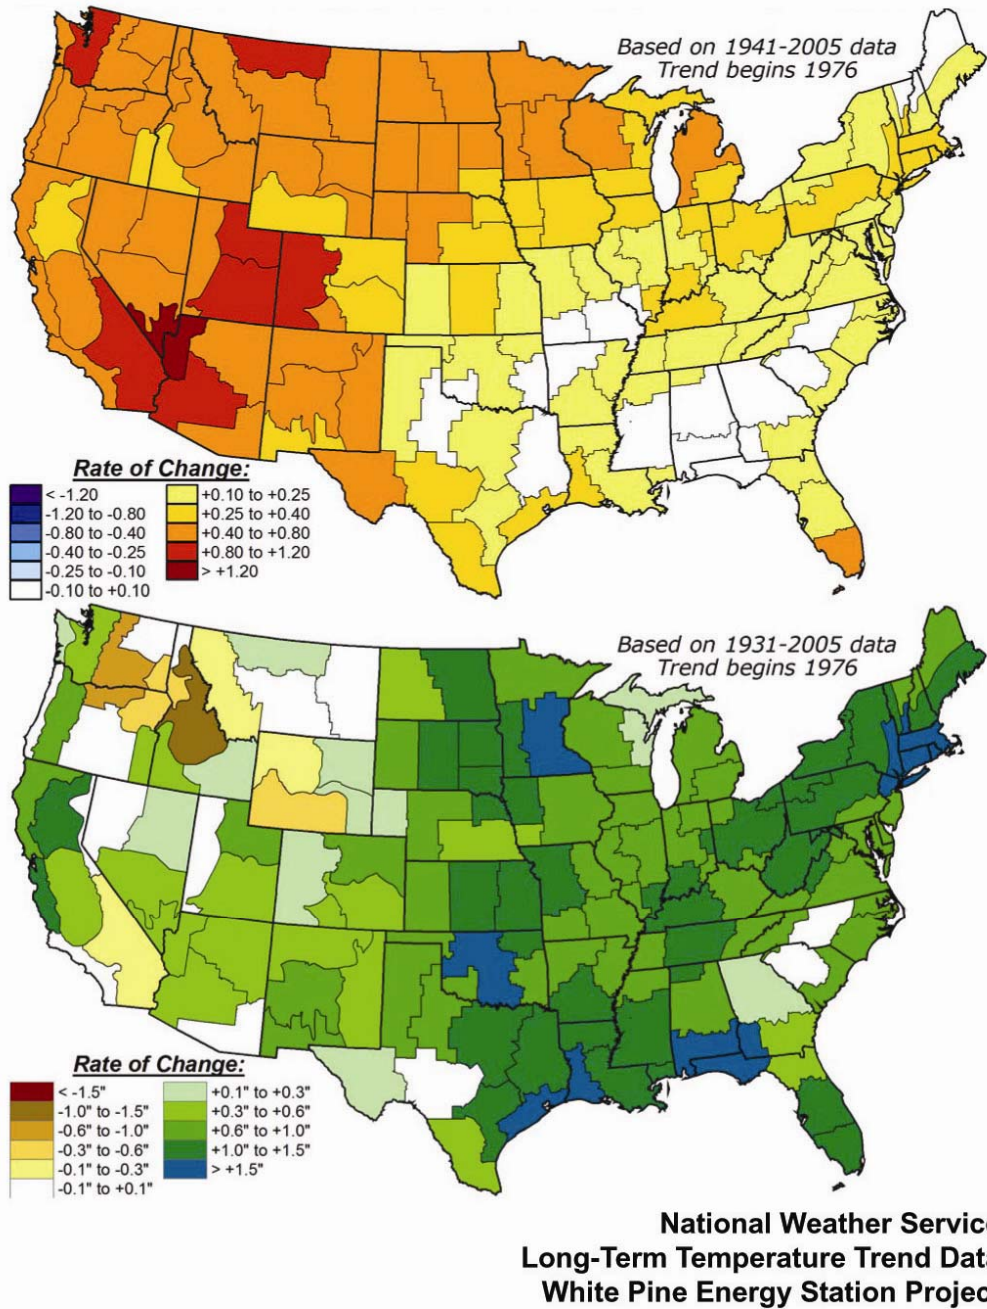 Based on 1941-2005 data
Trend begins 1976
Rate of Change:
< -1.20
-1.20 to -0.80
-0.80 to -0.40
-0.40 to -0.25
-0.25 to -0.10
-0.10 to +0.10
+0.10 to +0.25
+0.25 to +0.40
+0.40 to +0.80
+0.80 to +1.20
> +1.20
Based on 1931-2005 data
Trend begins 1976
Rate of Change:
< -1.5"
-1.0" to -1.5"
-0.6" to -1.0"
-0.3" to -0.6"
-0.1" to -0.3"
-0.1" to +0.1"
+0.1" to +0.3"
+0.3" to +0.6"
+0.6" to +1.0"
+1.0" to +1.5"
> +1.5"
National Weather Service
Long-Term Temperature Trend Data
White Pine Energy Station Projec